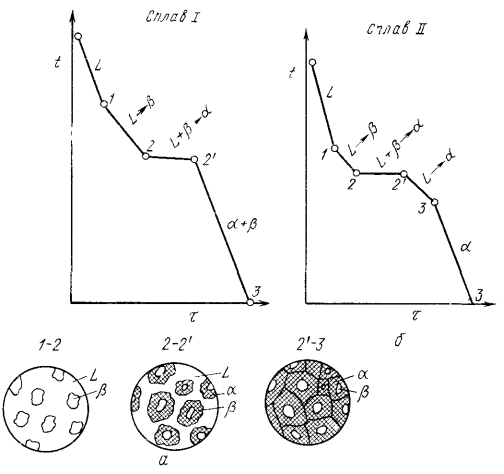 Сплав I
t
L
1
L→β
2
L+β→α
2'
α+β
3
τ
Сплав II
t
L
1
L→β
2
L+β→α
2'
L→α
3
α
3
τ
1-2
L
β
2-2'
L
α
β
2'-3
α
β
а
б